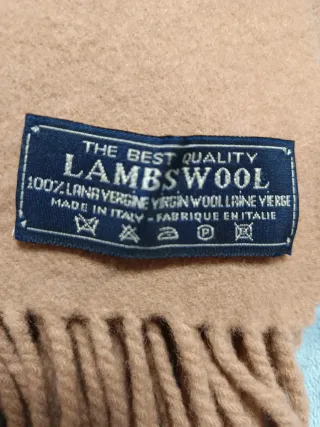 THE BEST QUALITY
LAMBSWOOL
100% LANA VERGINE VIRGIN WOOL LAINE VIERGE
MADE IN ITALY - FABRIQUE EN ITALIE
P